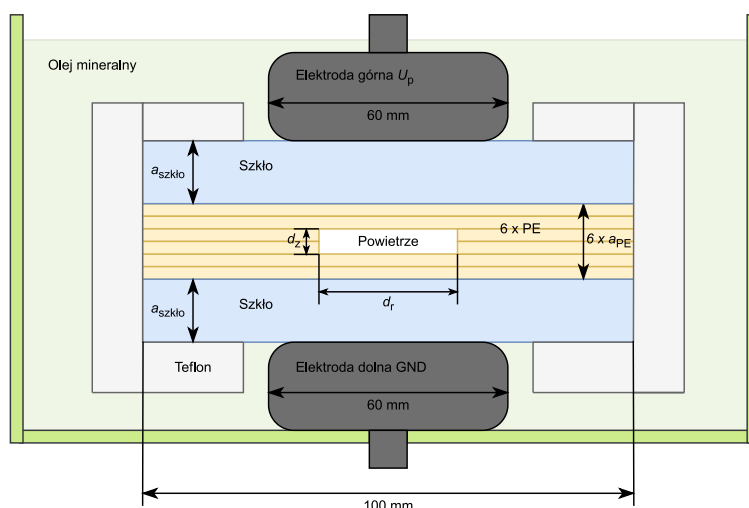 Olej mineralny
Elektroda górna Up
60 mm
aszkło
Szkło
dz
Powietrze
6 x PE
6 x aPE
aszkło
Szkło
dr
Teflon
Elektroda dolna GND
60 mm
100 mm